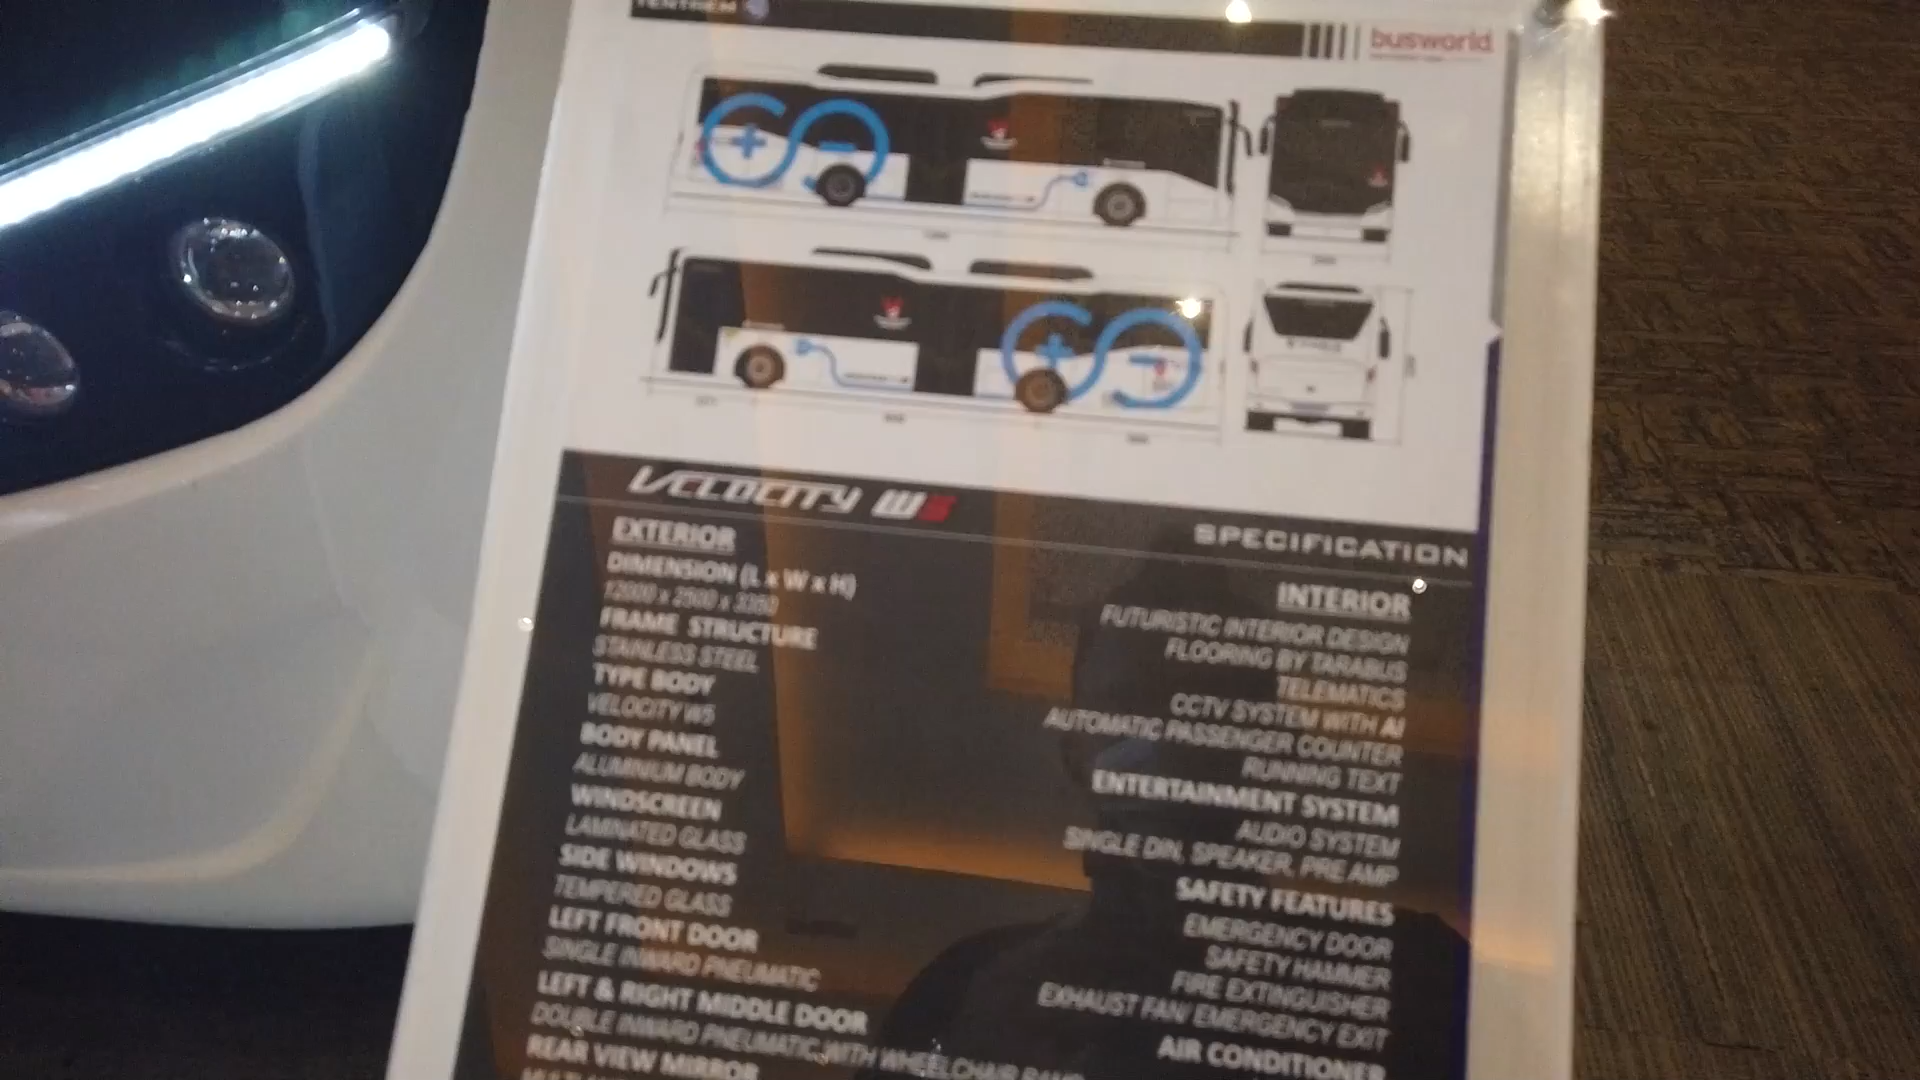 TENTREM
busworld
VELOCITY W5
SPECIFICATION
EXTERIOR
DIMENSION (L x W x H)
FRAME STRUCTURE
STAINLESS STEEL
TYPE BODY
VELOCITY W5
BODY PANEL
ALUMINIUM BODY
WINDSCREEN
LAMINATED GLASS
SIDE WINDOWS
TEMPERED GLASS
LEFT FRONT DOOR
SINGLE INWARD PNEUMATIC
LEFT & RIGHT MIDDLE DOOR
DOUBLE INWARD PNEUMATIC WITH WHEELCHAIR RAMP
REAR VIEW MIRROR
INTERIOR
FUTURISTIC INTERIOR DESIGN
FLOORING BY TARABUS
TELEMATICS
CCTV SYSTEM WITH AI
AUTOMATIC PASSENGER COUNTER
RUNNING TEXT
ENTERTAINMENT SYSTEM
AUDIO SYSTEM
SINGLE DIN, SPEAKER, PRE AMP
SAFETY FEATURES
EMERGENCY DOOR
SAFETY HAMMER
FIRE EXTINGUISHER
EXHAUST FAN/ EMERGENCY EXIT
AIR CONDITIONER